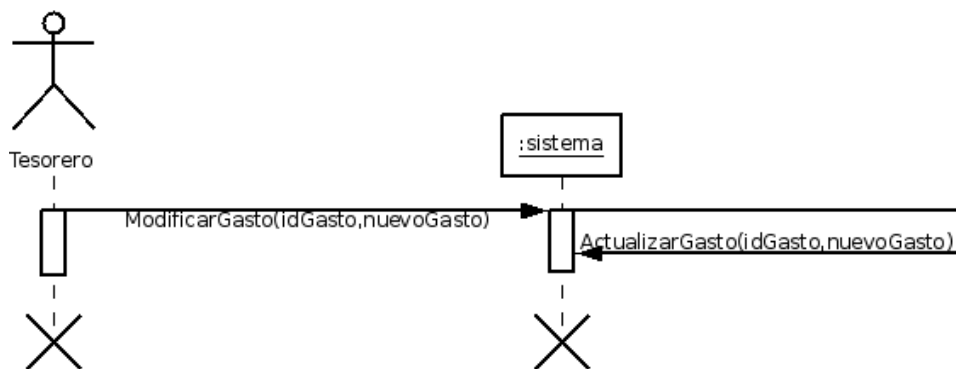 Tesorero
:sistema
ModificarGasto(idGasto,nuevoGasto)
ActualizarGasto(idGasto,nuevoGasto)